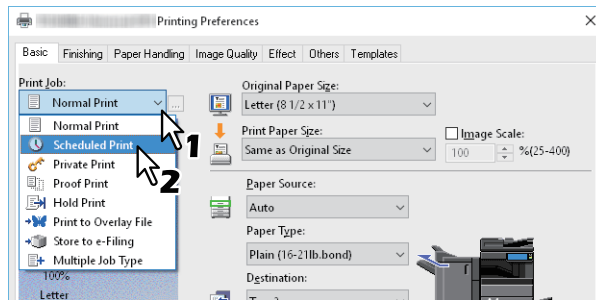 Printing Preferences
Basic Finishing Paper Handling Image Quality Effect Others Templates
Print Job:
Normal Print ...
Normal Print
Scheduled Print
Private Print
Proof Print
Hold Print
Print to Overlay File
Store to e-Filing
Multiple Job Type
1
2
100%
Letter
Original Paper Size:
Letter (8 1/2 x 11")
Print Paper Size:
Same as Original Size
Image Scale:
100 %(25-400)
Paper Source:
Auto
Paper Type:
Plain (16-21lb.bond)
Destination: